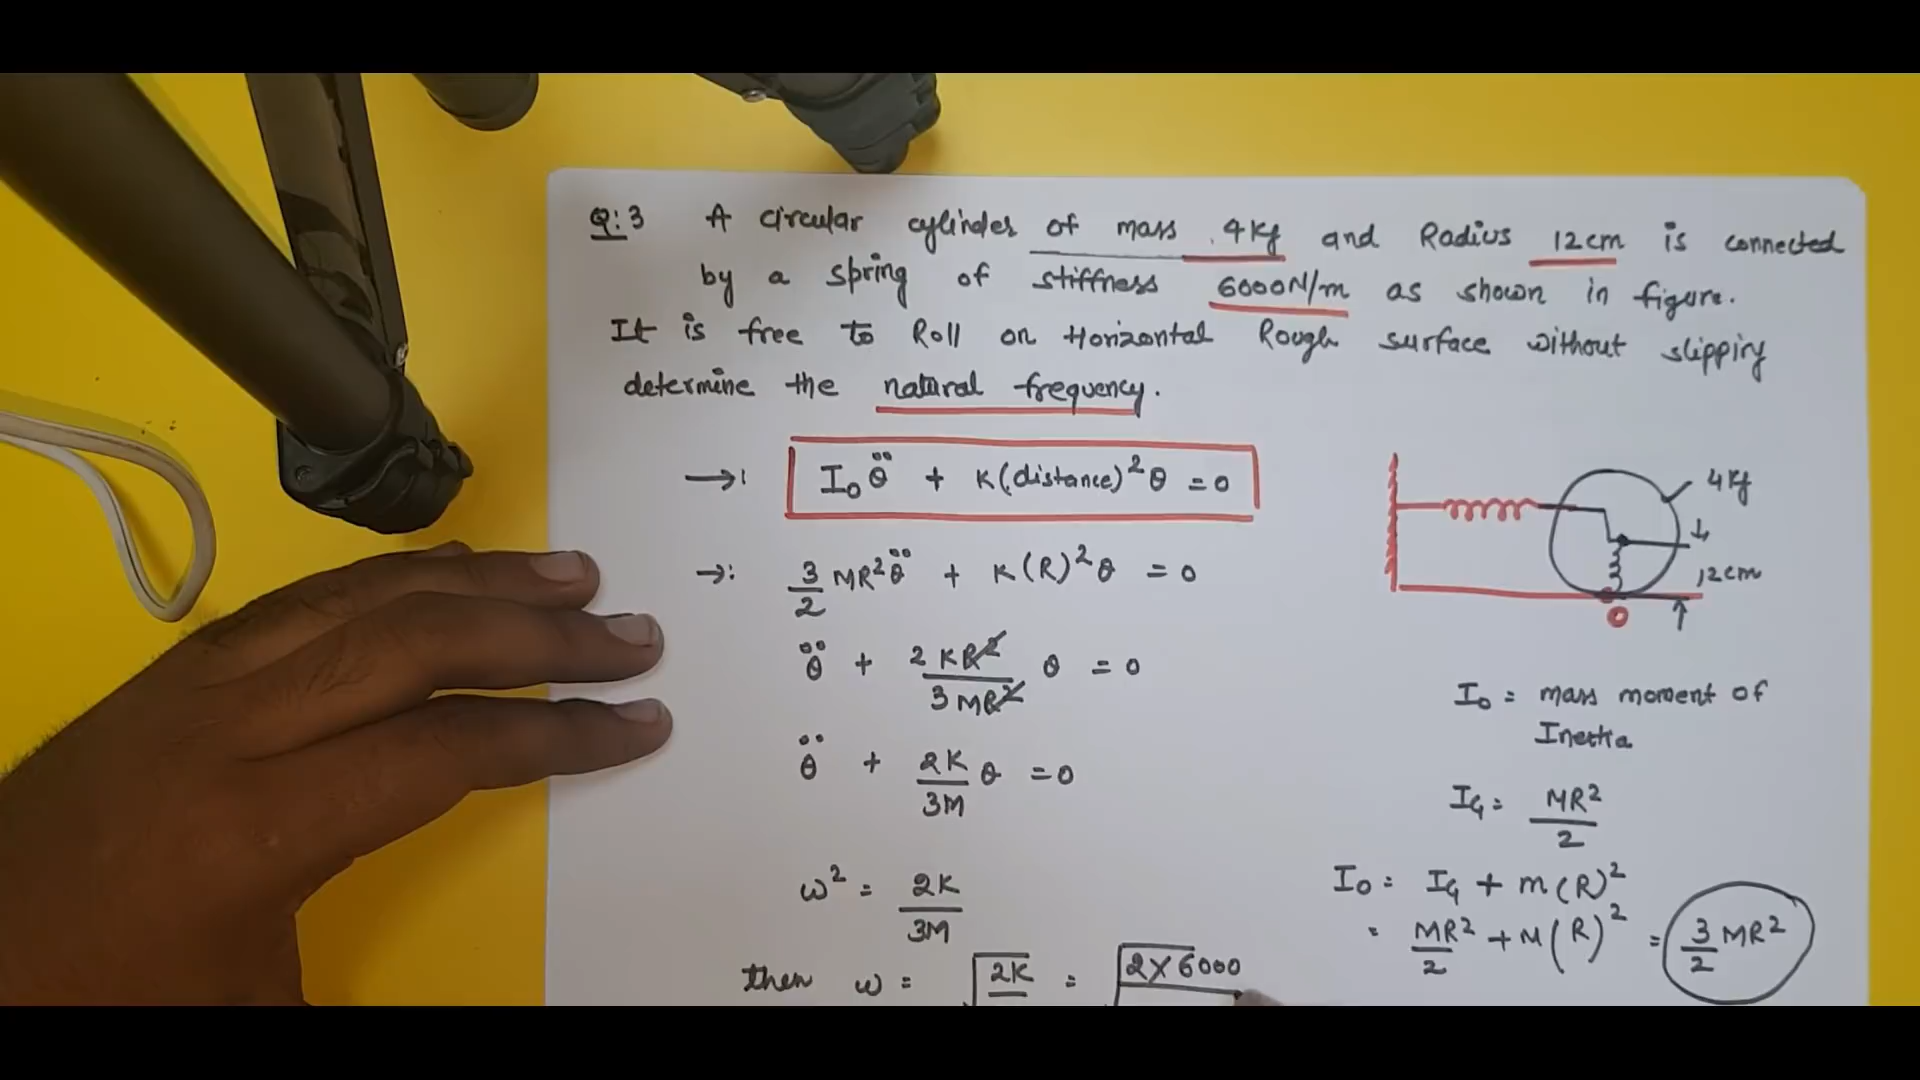 Q:3 A circular cylinder of mass 4Kg and Radius 12cm is connected
by a spring of stiffness 6000N/m as shown in figure.
It is free to Roll on Horizontal Rough surface without slipping
determine the natural frequency.
→: I₀θ̈ + K(distance)²θ = 0
→: 3/2 MR²θ̈ + K(R)²θ = 0
θ̈ + 2KR²/3MR² θ = 0
θ̈ + 2K/3M θ = 0
ω² = 2K/3M
then ω = √2K = √2×6000
4Kg
12cm
O
I₀ = mass moment of
Inertia
I_G = MR²/2
I₀ = I_G + m(R)²
= MR²/2 + M(R)² = 3/2 MR²